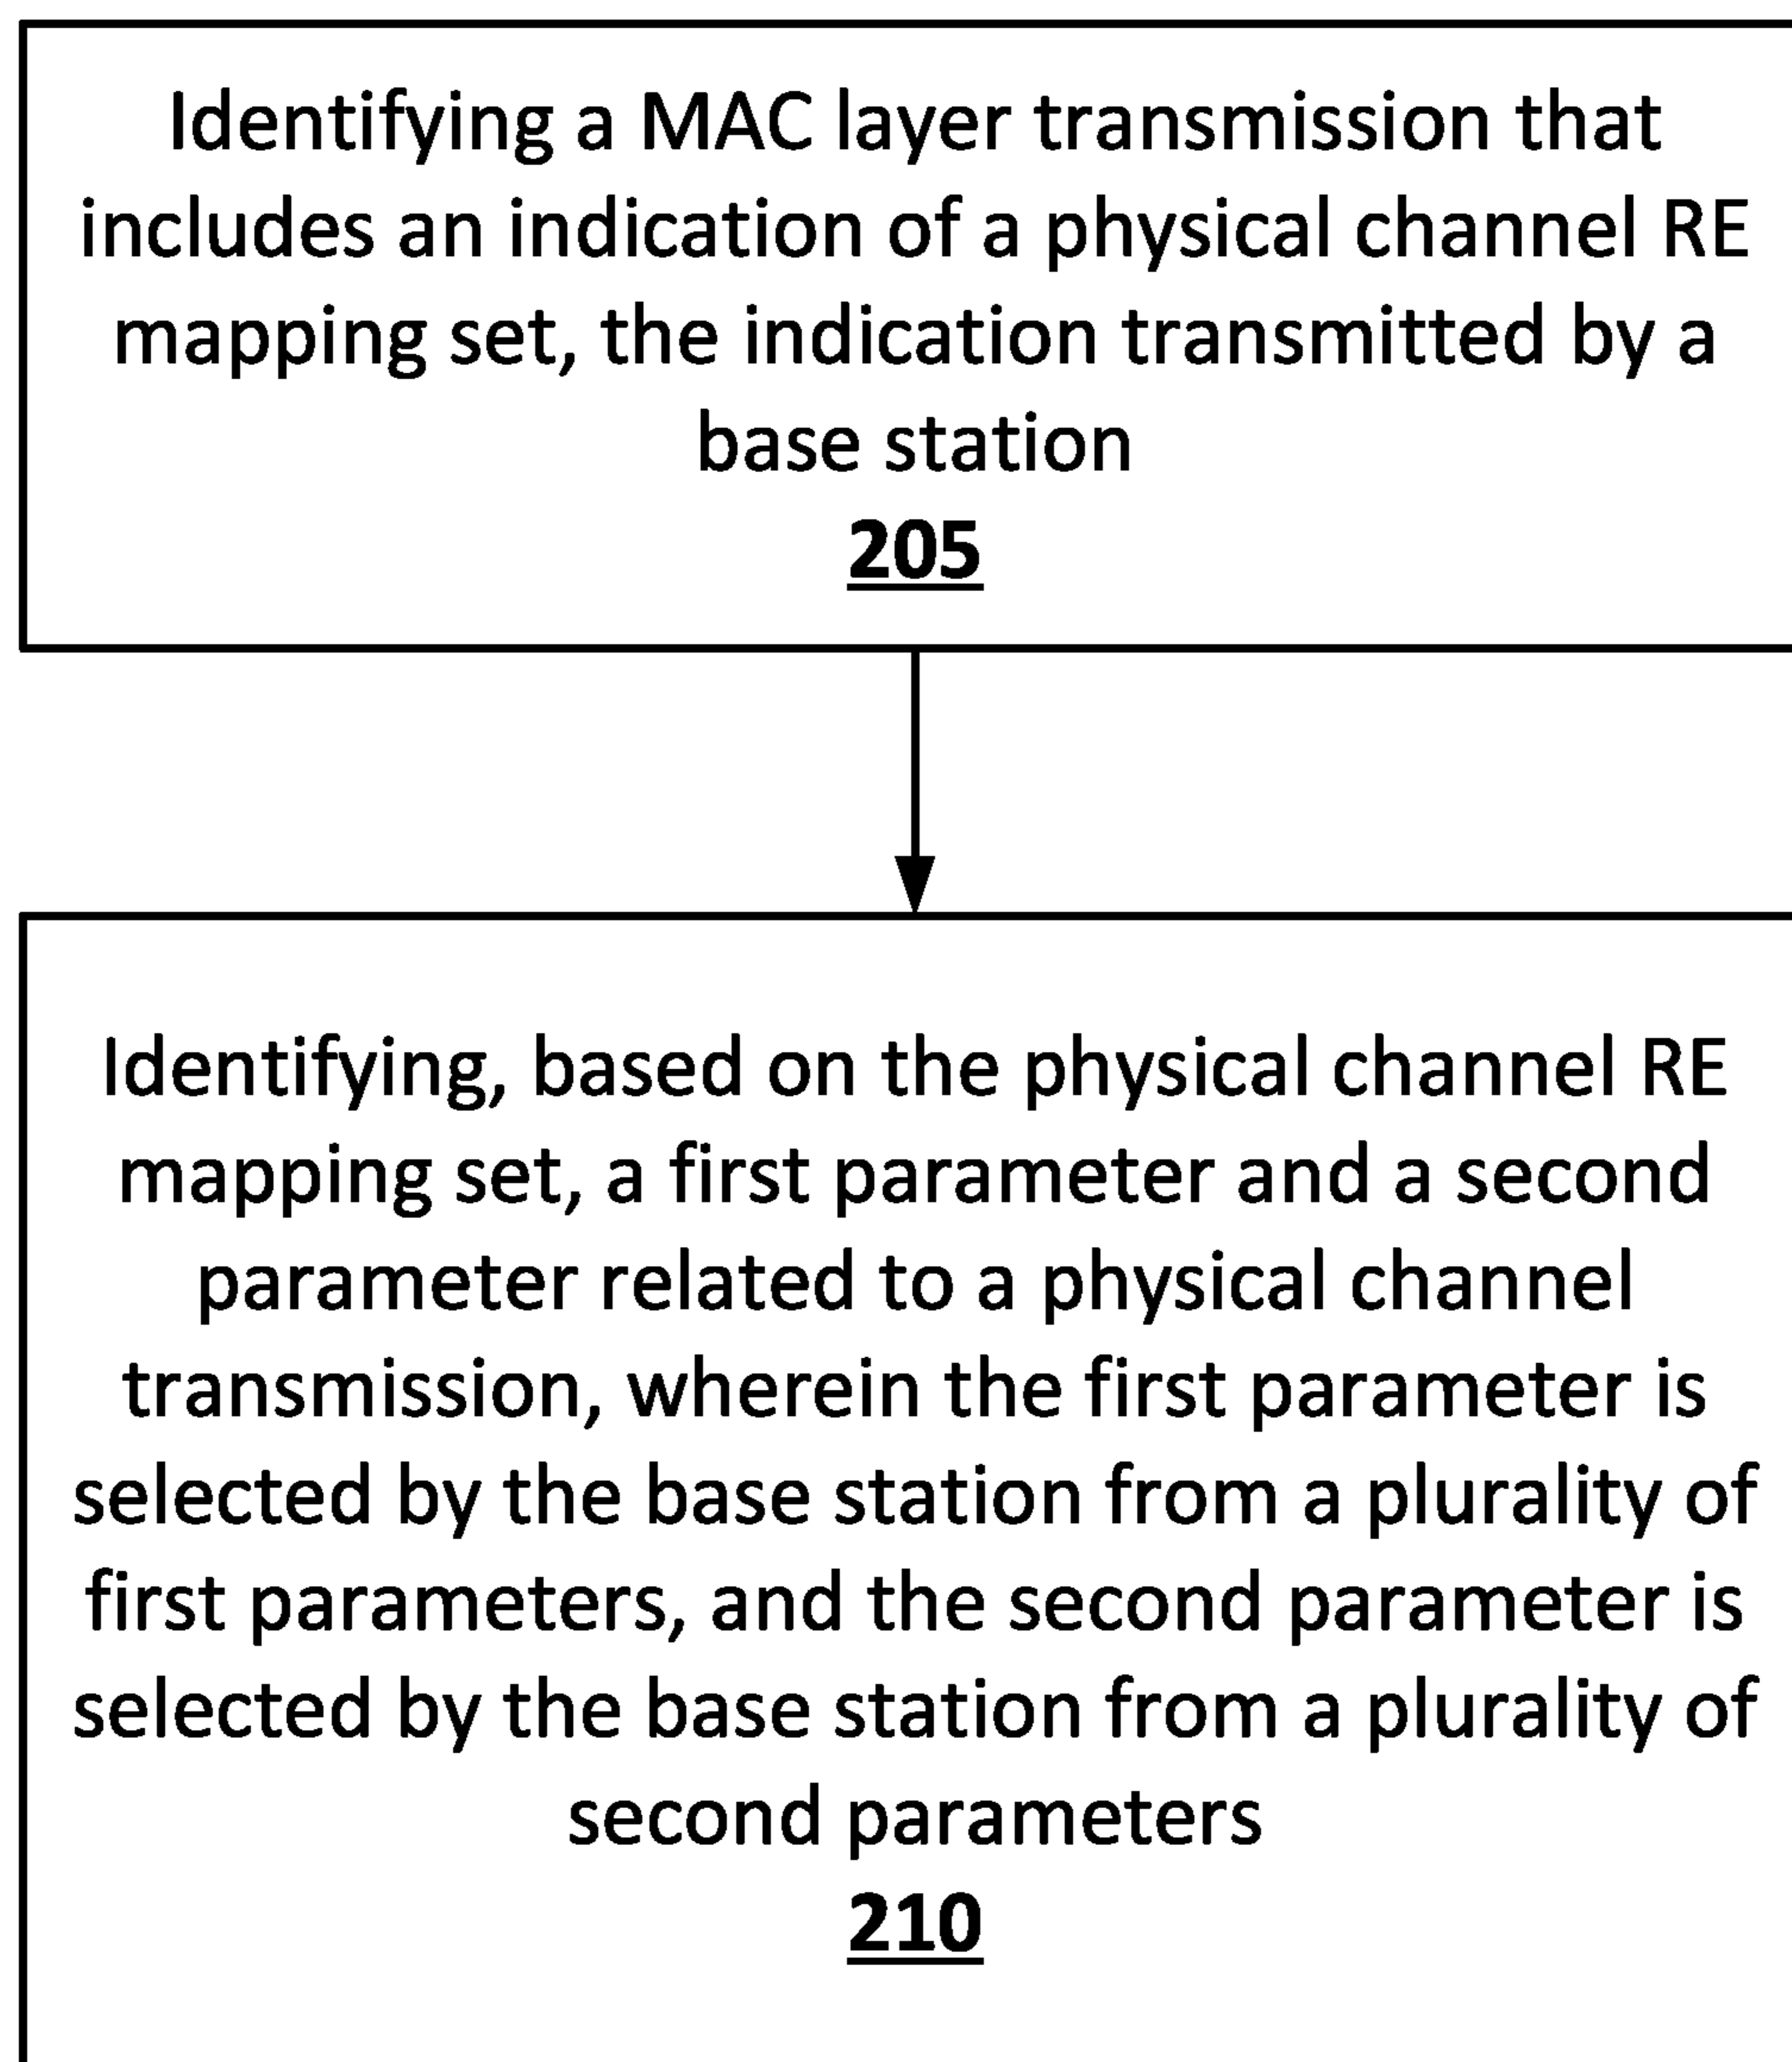 Identifying a MAC layer transmission that
includes an indication of a physical channel RE
mapping set, the indication transmitted by a
base station
205
Identifying, based on the physical channel RE
mapping set, a first parameter and a second
parameter related to a physical channel
transmission, wherein the first parameter is
selected by the base station from a plurality of
first parameters, and the second parameter is
selected by the base station from a plurality of
second parameters
210